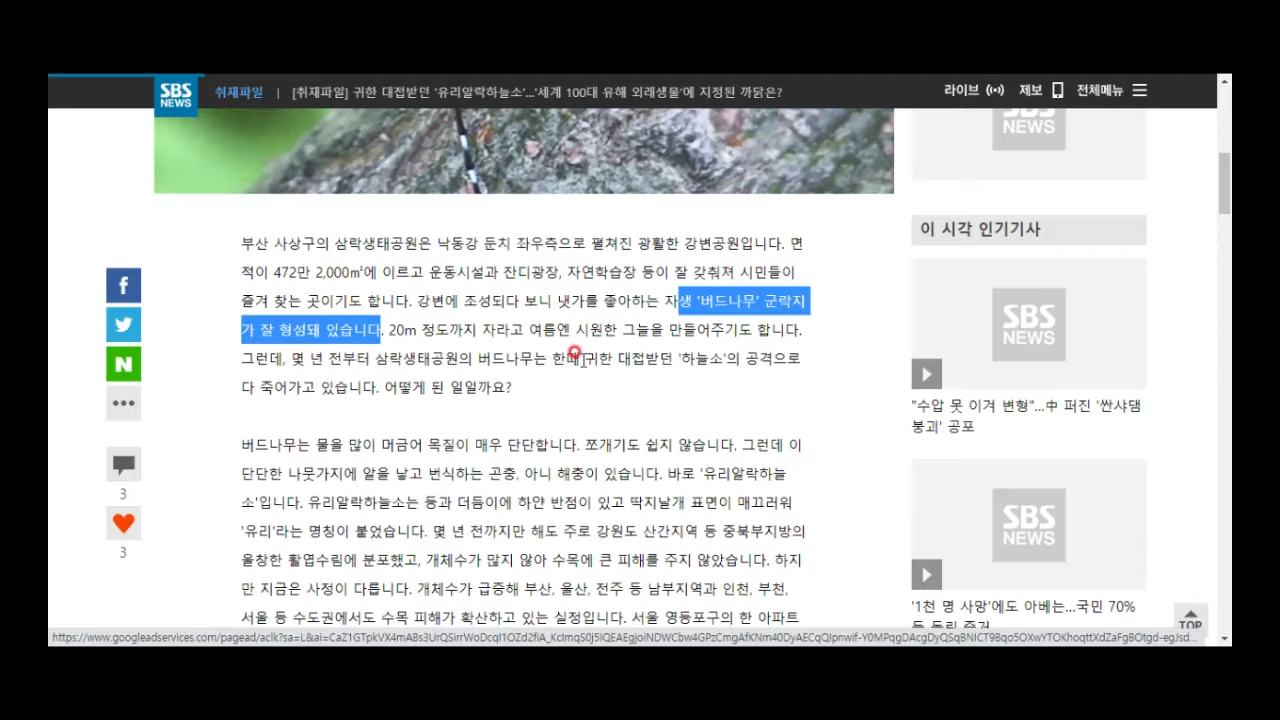 SBS
NEWS
취재파일 | [취재파일] 귀한 대접받던 '유리알락하늘소'...'세계 100대 유해 외래생물'에 지정된 까닭은?
라이브 제보 전체메뉴
SBS
NEWS
부산 사상구의 삼락생태공원은 낙동강 둔치 좌우측으로 펼쳐진 광활한 강변공원입니다. 면
적이 472만 2,000㎡에 이르고 운동시설과 잔디광장, 자연학습장 등이 잘 갖춰져 시민들이
즐겨 찾는 곳이기도 합니다. 강변에 조성되다 보니 냇가를 좋아하는 자생 '버드나무' 군락지
가 잘 형성돼 있습니다. 20m 정도까지 자라고 여름엔 시원한 그늘을 만들어주기도 합니다.
그런데, 몇 년 전부터 삼락생태공원의 버드나무는 한때 귀한 대접받던 '하늘소'의 공격으로
다 죽어가고 있습니다. 어떻게 된 일일까요?
버드나무는 물을 많이 머금어 목질이 매우 단단합니다. 쪼개기도 쉽지 않습니다. 그런데 이
단단한 나뭇가지에 알을 낳고 번식하는 곤충, 아니 해충이 있습니다. 바로 '유리알락하늘
소'입니다. 유리알락하늘소는 등과 더듬이에 하얀 반점이 있고 딱지날개 표면이 매끄러워
'유리'라는 명칭이 붙었습니다. 몇 년 전까지만 해도 주로 강원도 산간지역 등 중북부지방의
울창한 활엽수림에 분포했고, 개체수가 많지 않아 수목에 큰 피해를 주지 않았습니다. 하지
만 지금은 사정이 다릅니다. 개체수가 급증해 부산, 울산, 전주 등 남부지역과 인천, 부천,
서울 등 수도권에서도 수목 피해가 확산하고 있는 실정입니다. 서울 영등포구의 한 아파트
f
N
3
3
이 시각 인기기사
SBS
NEWS
"수압 못 이겨 변형"...中 퍼진 '싼샤댐
붕괴' 공포
SBS
NEWS
'1천 명 사망'에도 아베는...국민 70%
TOP